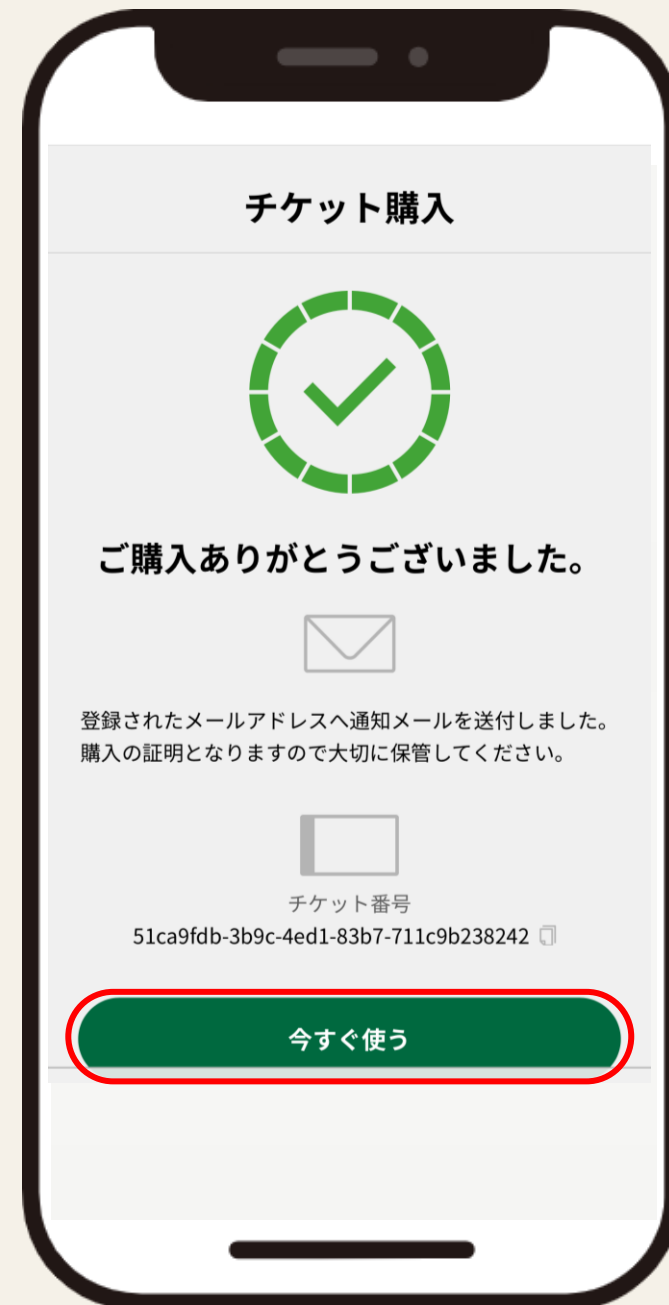 チケット購入
ご購入ありがとうございました。
登録されたメールアドレスへ通知メールを送付しました。
購入の証明となりますので大切に保管してください。
チケット番号
51ca9fdb-3b9c-4ed1-83b7-711c9b238242
今すぐ使う